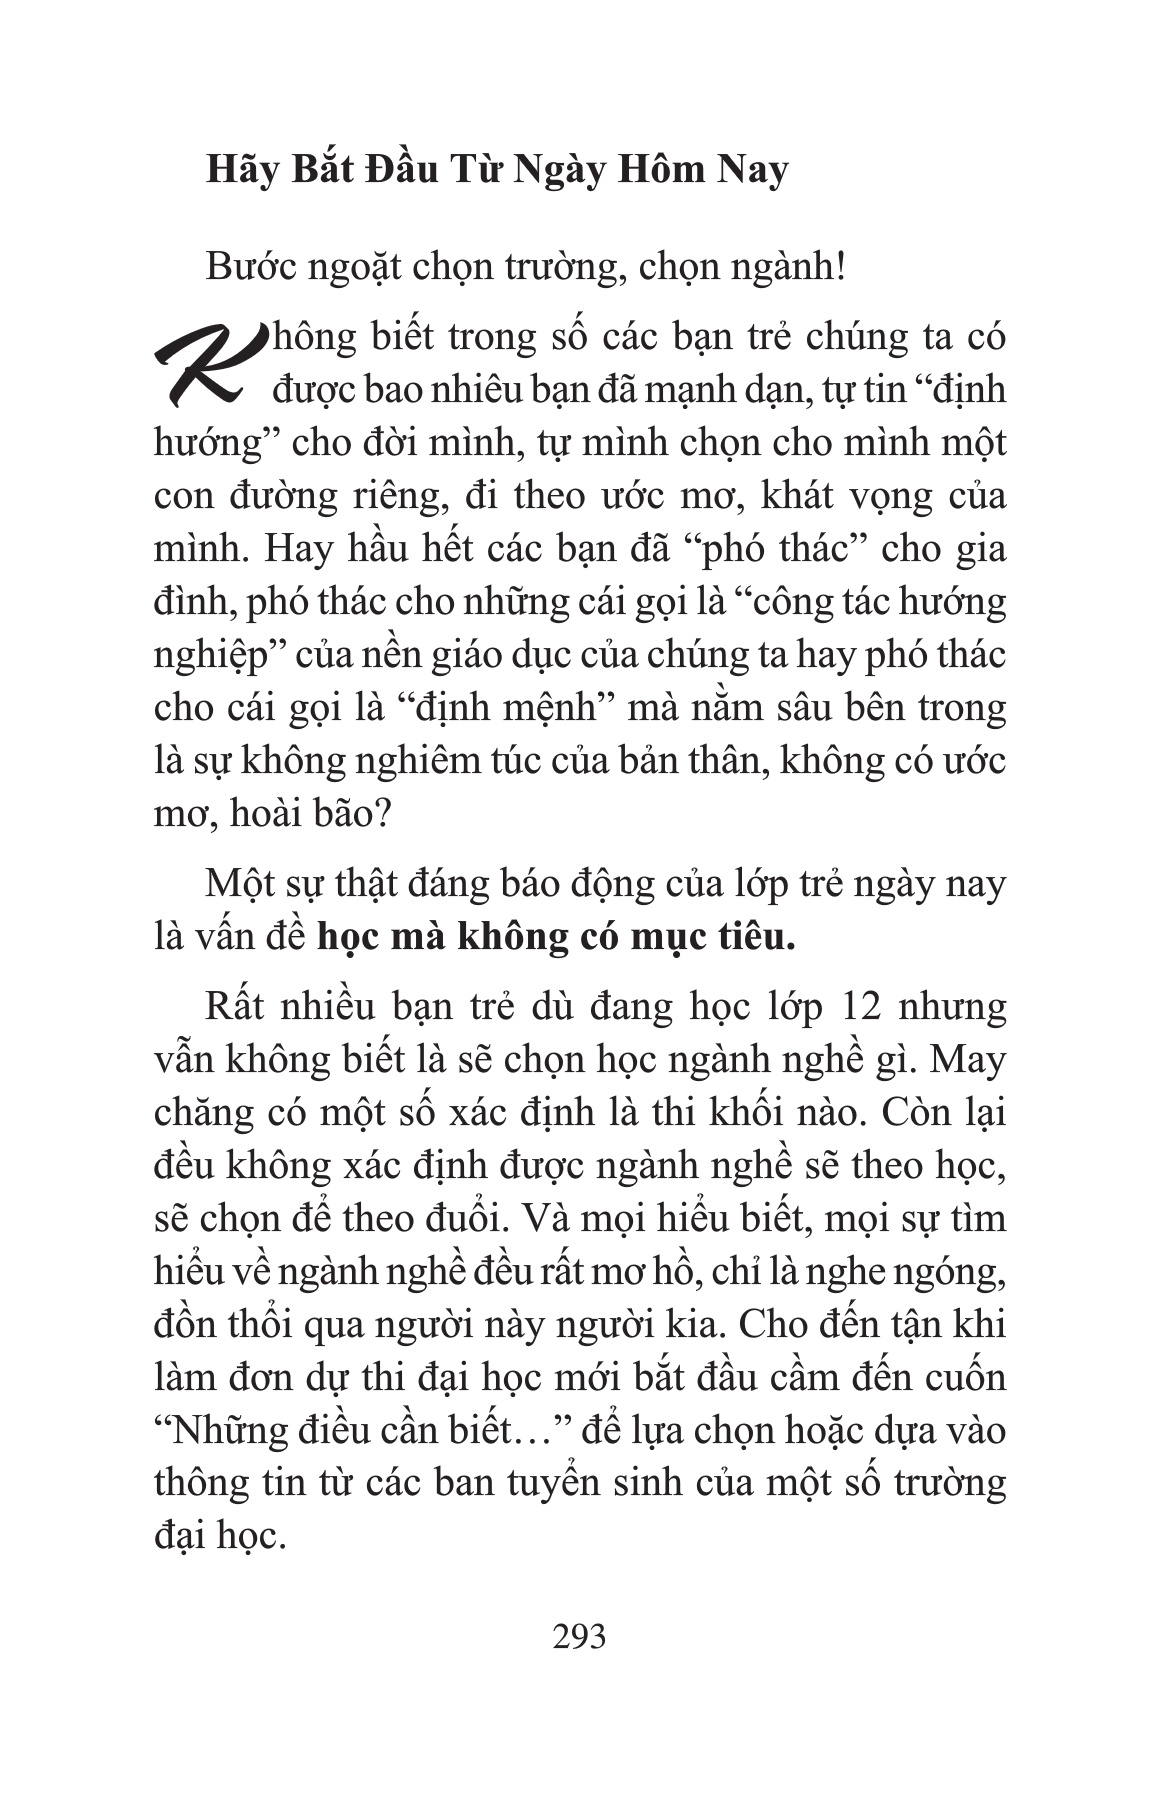 Hãy Bắt Đầu Từ Ngày Hôm Nay
Bước ngoặt chọn trường, chọn ngành!
Không biết trong số các bạn trẻ chúng ta có
được bao nhiêu bạn đã mạnh dạn, tự tin “định
hướng” cho đời mình, tự mình chọn cho mình một
con đường riêng, đi theo ước mơ, khát vọng của
mình. Hay hầu hết các bạn đã “phó thác” cho gia
đình, phó thác cho những cái gọi là “công tác hướng
nghiệp” của nền giáo dục của chúng ta hay phó thác
cho cái gọi là “định mệnh” mà nằm sâu bên trong
là sự không nghiêm túc của bản thân, không có ước
mơ, hoài bão?
Một sự thật đáng báo động của lớp trẻ ngày nay
là vấn đề học mà không có mục tiêu.
Rất nhiều bạn trẻ dù đang học lớp 12 nhưng
vẫn không biết là sẽ chọn học ngành nghề gì. May
chăng có một số xác định là thi khối nào. Còn lại
đều không xác định được ngành nghề sẽ theo học,
sẽ chọn để theo đuổi. Và mọi hiểu biết, mọi sự tìm
hiểu về ngành nghề đều rất mơ hồ, chỉ là nghe ngóng,
đồn thổi qua người này người kia. Cho đến tận khi
làm đơn dự thi đại học mới bắt đầu cầm đến cuốn
“Những điều cần biết…” để lựa chọn hoặc dựa vào
thông tin từ các ban tuyển sinh của một số trường
đại học.
293